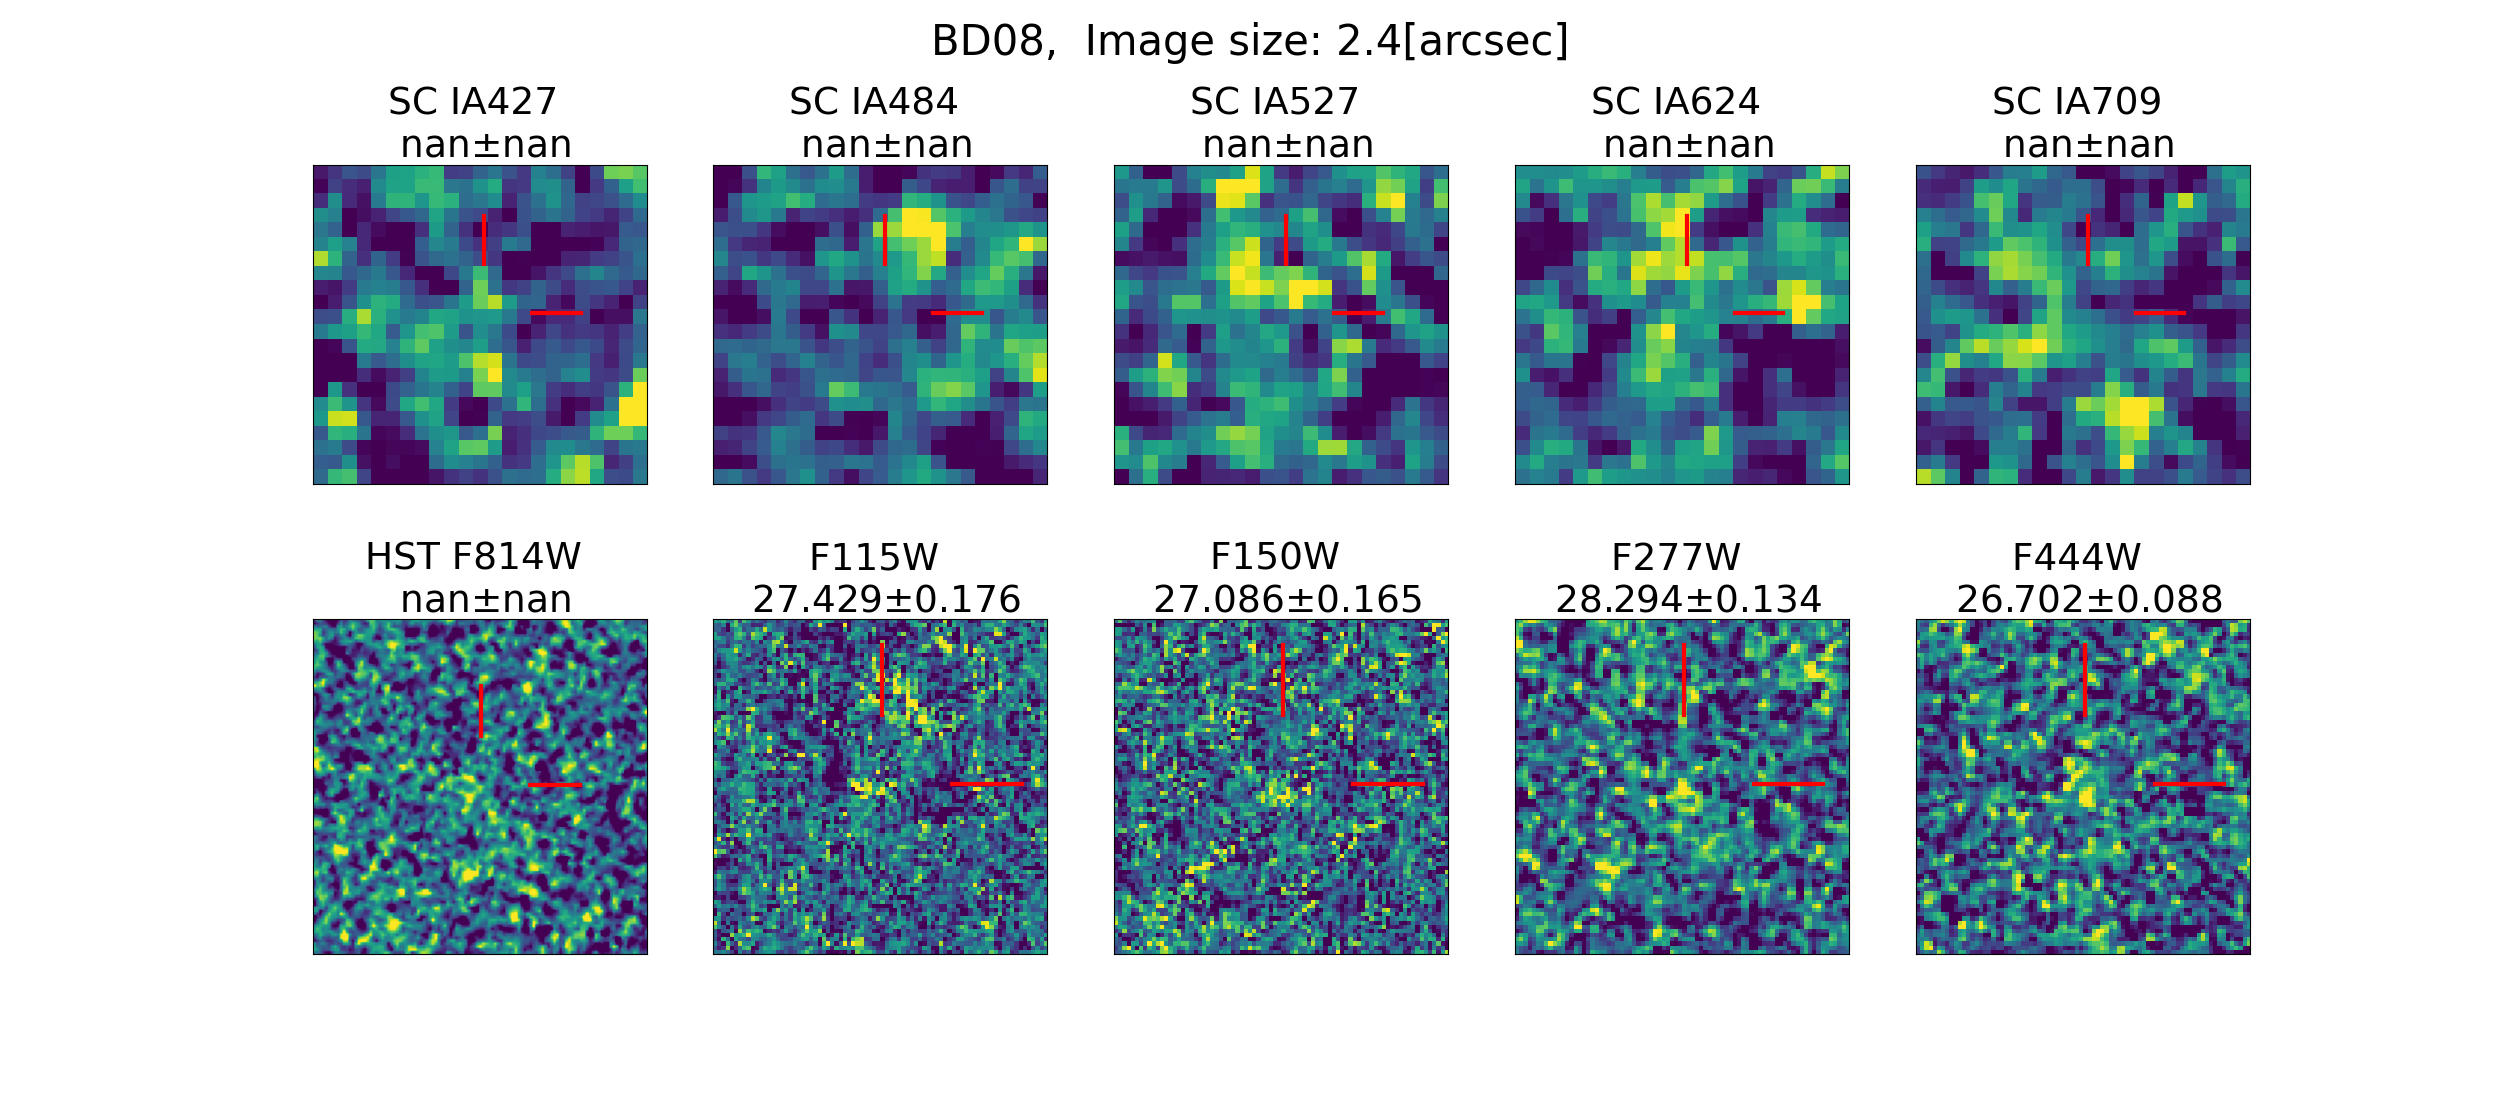 BD08,  Image size: 2.4[arcsec]
SC IA427
nan±nan
SC IA484
nan±nan
SC IA527
nan±nan
SC IA624
nan±nan
SC IA709
nan±nan
HST F814W
nan±nan
F115W
27.429±0.176
F150W
27.086±0.165
F277W
28.294±0.134
F444W
26.702±0.088